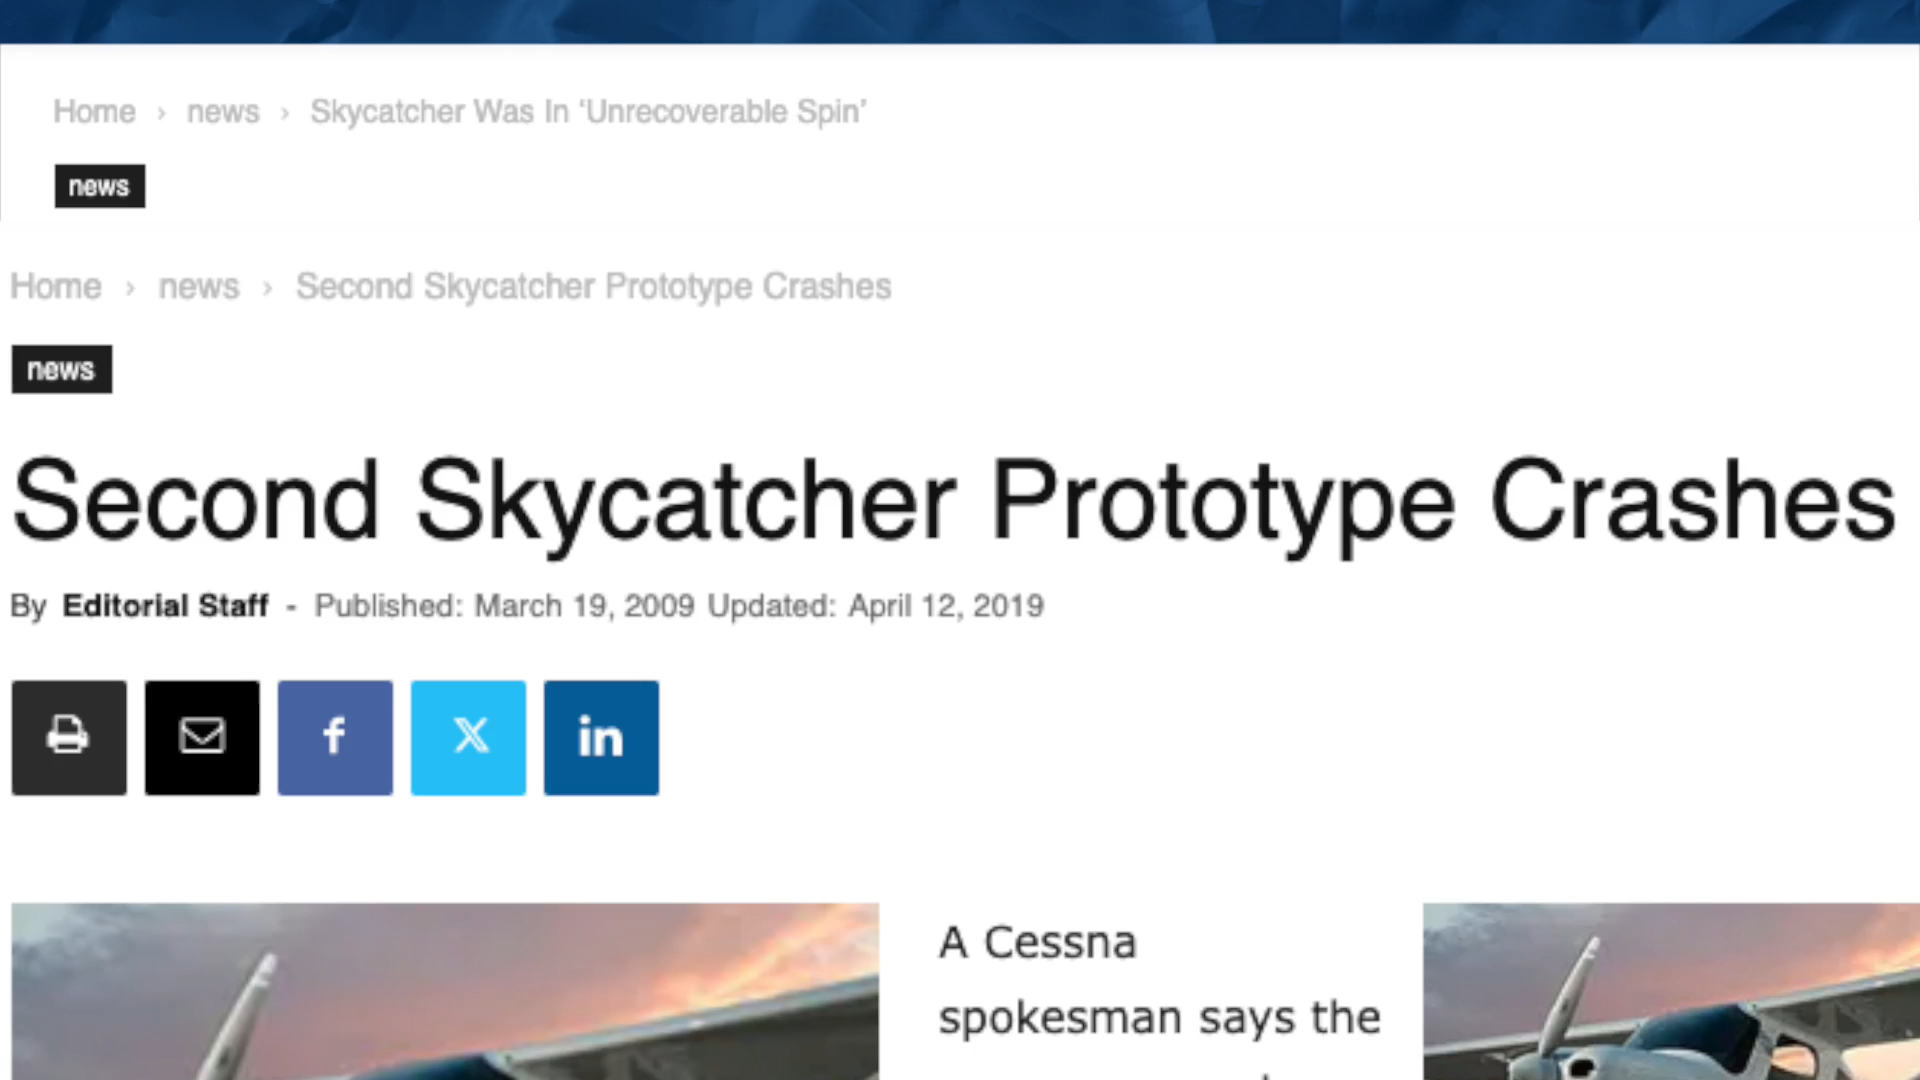 Home › news › Skycatcher Was In ‘Unrecoverable Spin’
news
Home › news › Second Skycatcher Prototype Crashes
news
Second Skycatcher Prototype Crashes
By Editorial Staff - Published: March 19, 2009 Updated: April 12, 2019
f X in
A Cessna
spokesman says the